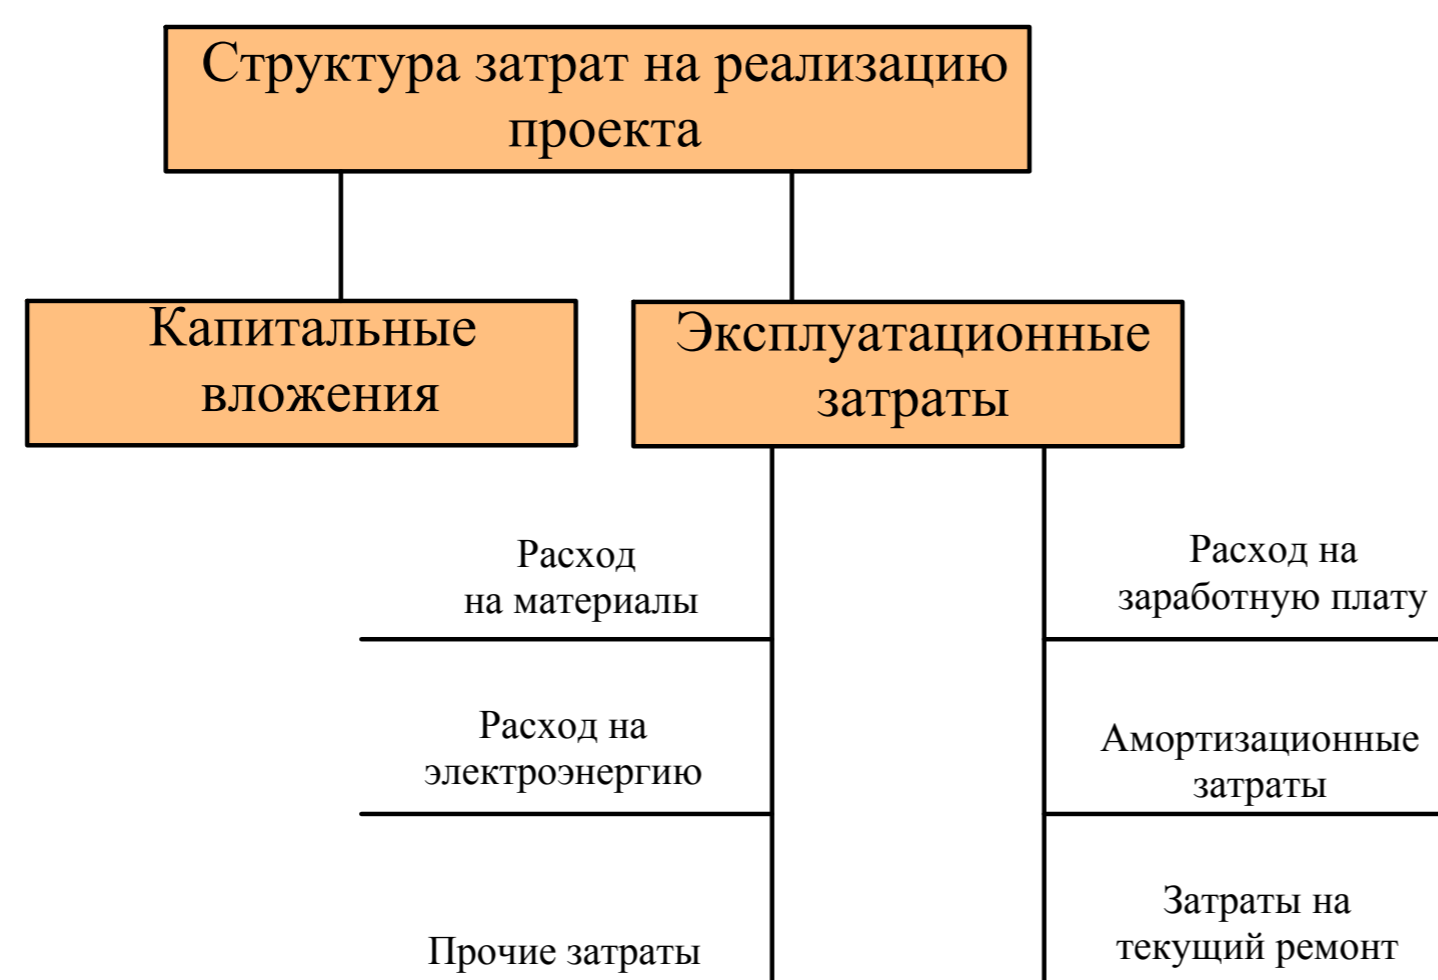 Структура затрат на реализацию
проекта
Капитальные
вложения
Эксплуатационные
затраты
Расход
на материалы
Расход на
заработную плату
Расход на
электроэнергию
Амортизационные
затраты
Прочие затраты
Затраты на
текущий ремонт